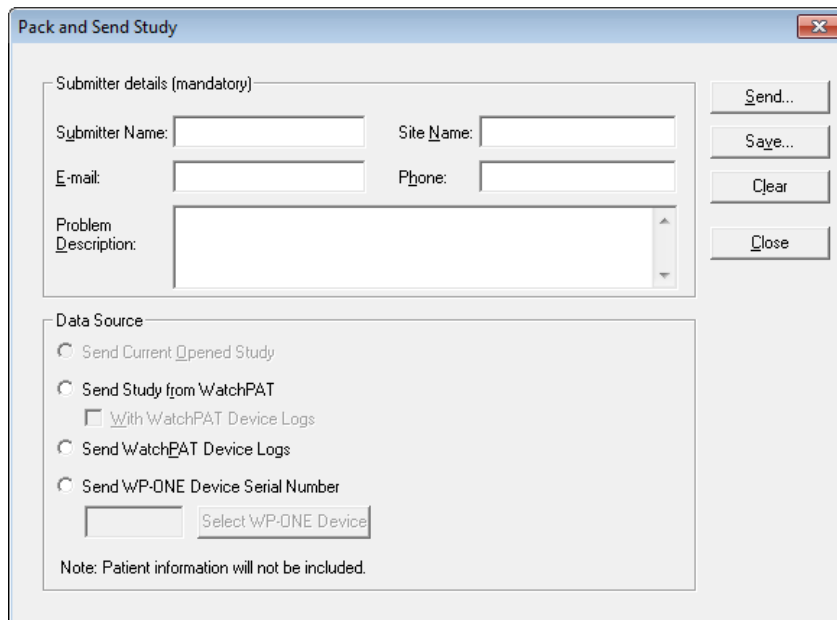 Pack and Send Study
Submitter details (mandatory)
Submitter Name:
Site Name:
E-mail:
Phone:
Problem
Description:
Send...
Save...
Clear
Close
Data Source
Send Current Opened Study
Send Study from WatchPAT
With WatchPAT Device Logs
Send WatchPAT Device Logs
Send WP-ONE Device Serial Number
Select WP-ONE Device
Note: Patient information will not be included.